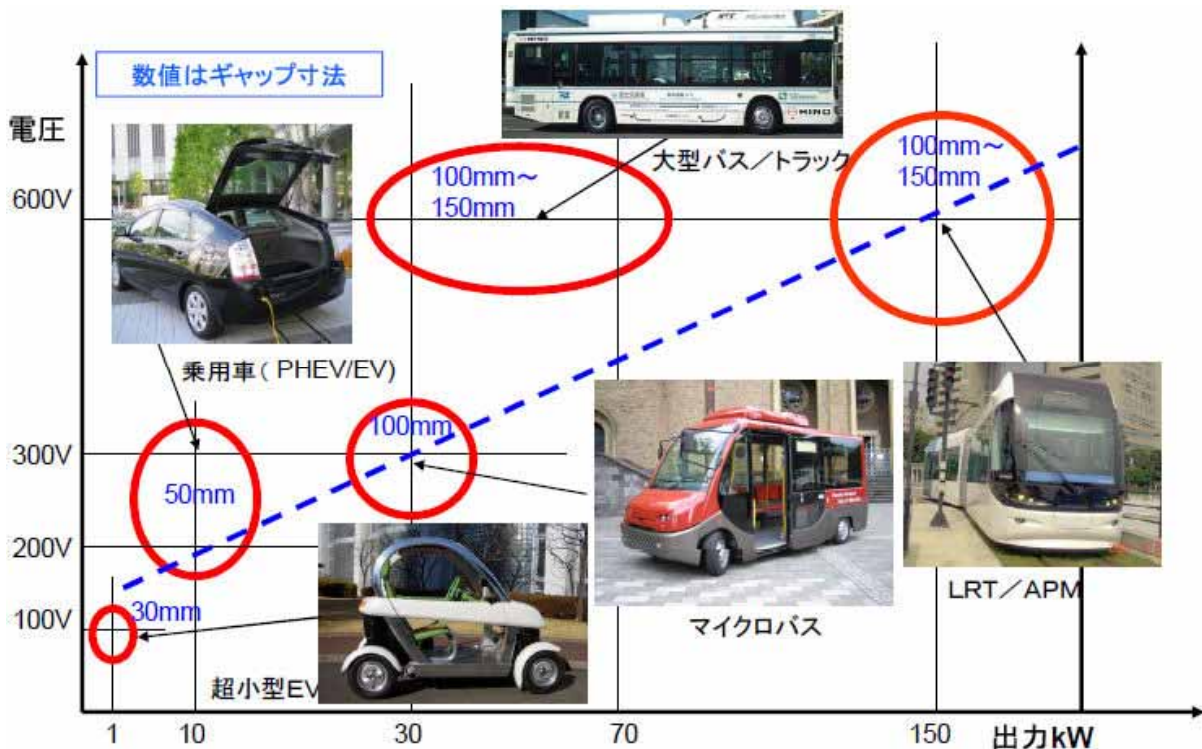 数値はギャップ寸法
電圧
600V
300V
200V
100V
100mm～
150mm
大型バス／トラック
HINO
100mm～
150mm
乗用車( PHEV/EV)
100mm
50mm
30mm
超小型EV
マイクロバス
LRT／APM
1
10
30
70
150
出力kW